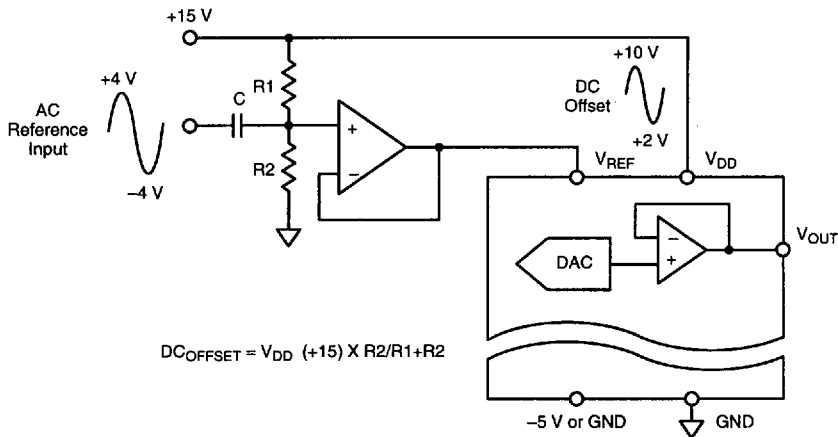 +15 V
+4 V
AC
Reference
Input
−4 V
C
R1
R2
+
−
+10 V
DC
Offset
+2 V
VREF
VDD
DAC
−
+
VOUT
DCOFFSET = VDD (+15) X R2/R1+R2
−5 V or GND
GND